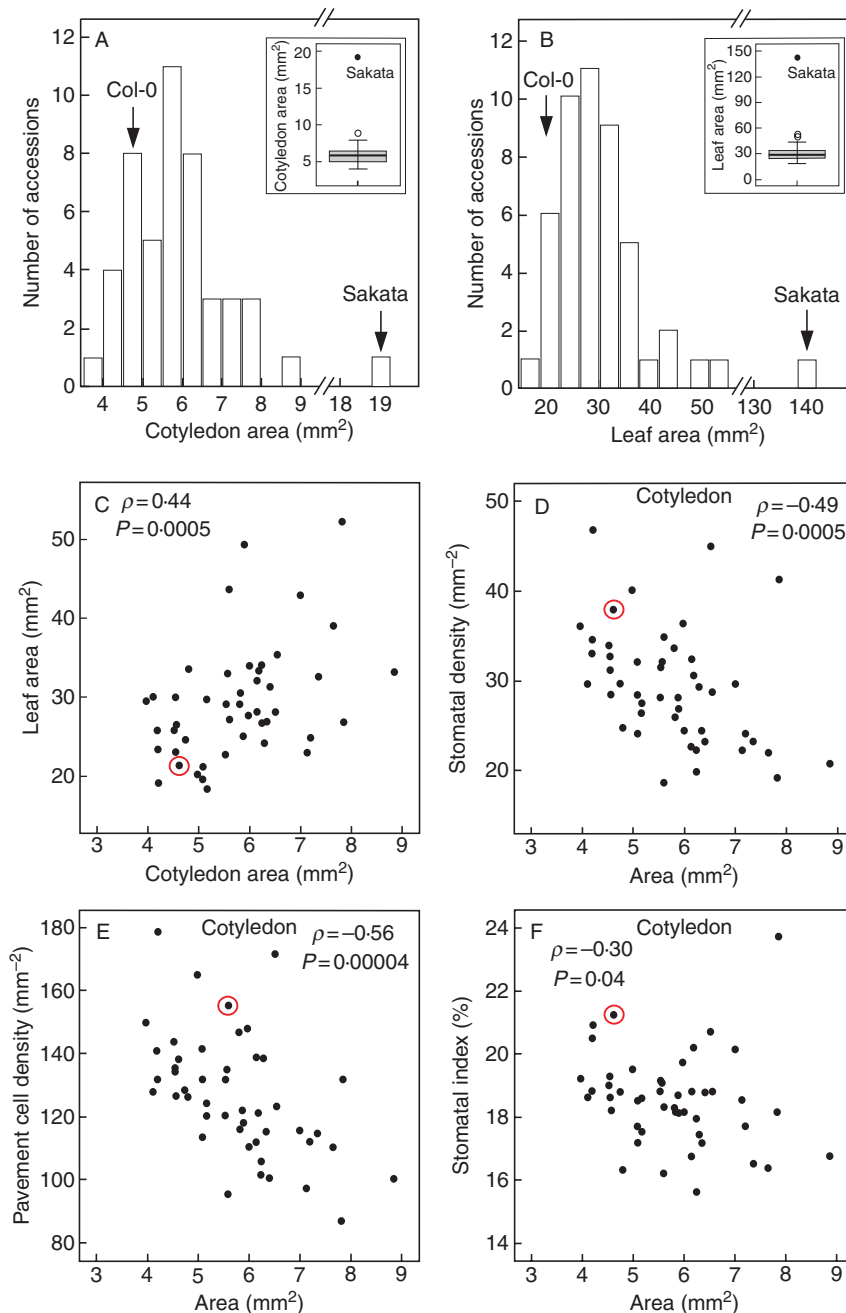 A
Number of accessions
12
10
8
6
4
2
0
Col-0
Sakata
4 5 6 7 8 9 18 19
Cotyledon area (mm²)
Cotyledon area (mm²)
20
15
10
5
Sakata
B
Number of accessions
12
10
8
6
4
2
0
Col-0
Sakata
20 30 40 50 130 140
Leaf area (mm²)
Leaf area (mm²)
150
120
90
60
30
0
Sakata
C
ρ=0·44
P=0·0005
Leaf area (mm²)
50
40
30
20
3 4 5 6 7 8 9
Cotyledon area (mm²)
D
Cotyledon
ρ=−0·49
P=0·0005
Stomatal density (mm⁻²)
50
40
30
20
3 4 5 6 7 8 9
Area (mm²)
E
Cotyledon
ρ=−0·56
P=0·00004
Pavement cell density (mm⁻²)
180
160
140
120
100
80
3 4 5 6 7 8 9
Area (mm²)
F
Cotyledon
ρ=−0·30
P=0·04
Stomatal index (%)
24
22
20
18
16
14
3 4 5 6 7 8 9
Area (mm²)